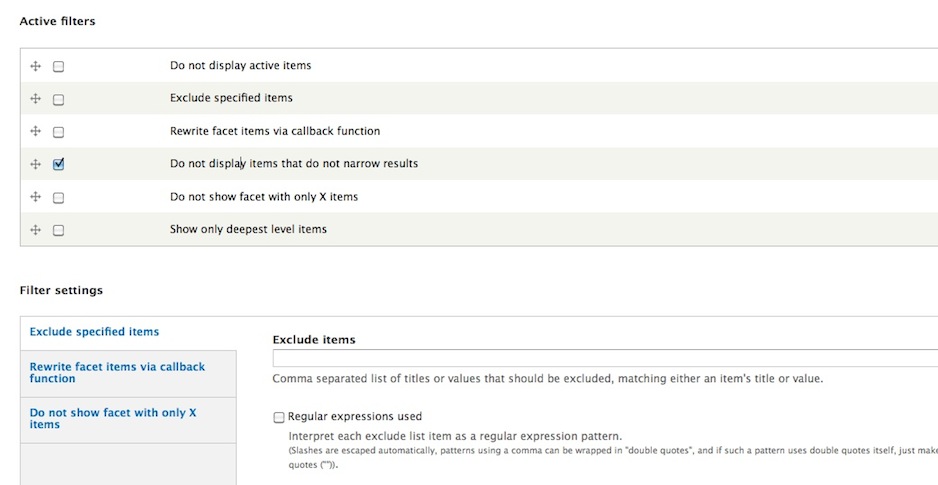 Active filters
Do not display active items
Exclude specified items
Rewrite facet items via callback function
Do not display items that do not narrow results
Do not show facet with only X items
Show only deepest level items
Filter settings
Exclude specified items
Rewrite facet items via callback
function
Do not show facet with only X
items
Exclude items
Comma separated list of titles or values that should be excluded, matching either an item's title or value.
Regular expressions used
Interpret each exclude list item as a regular expression pattern.
(Slashes are escaped automatically, patterns using a comma can be wrapped in "double quotes", and if such a pattern uses double quotes itself, just make
quotes ("")).